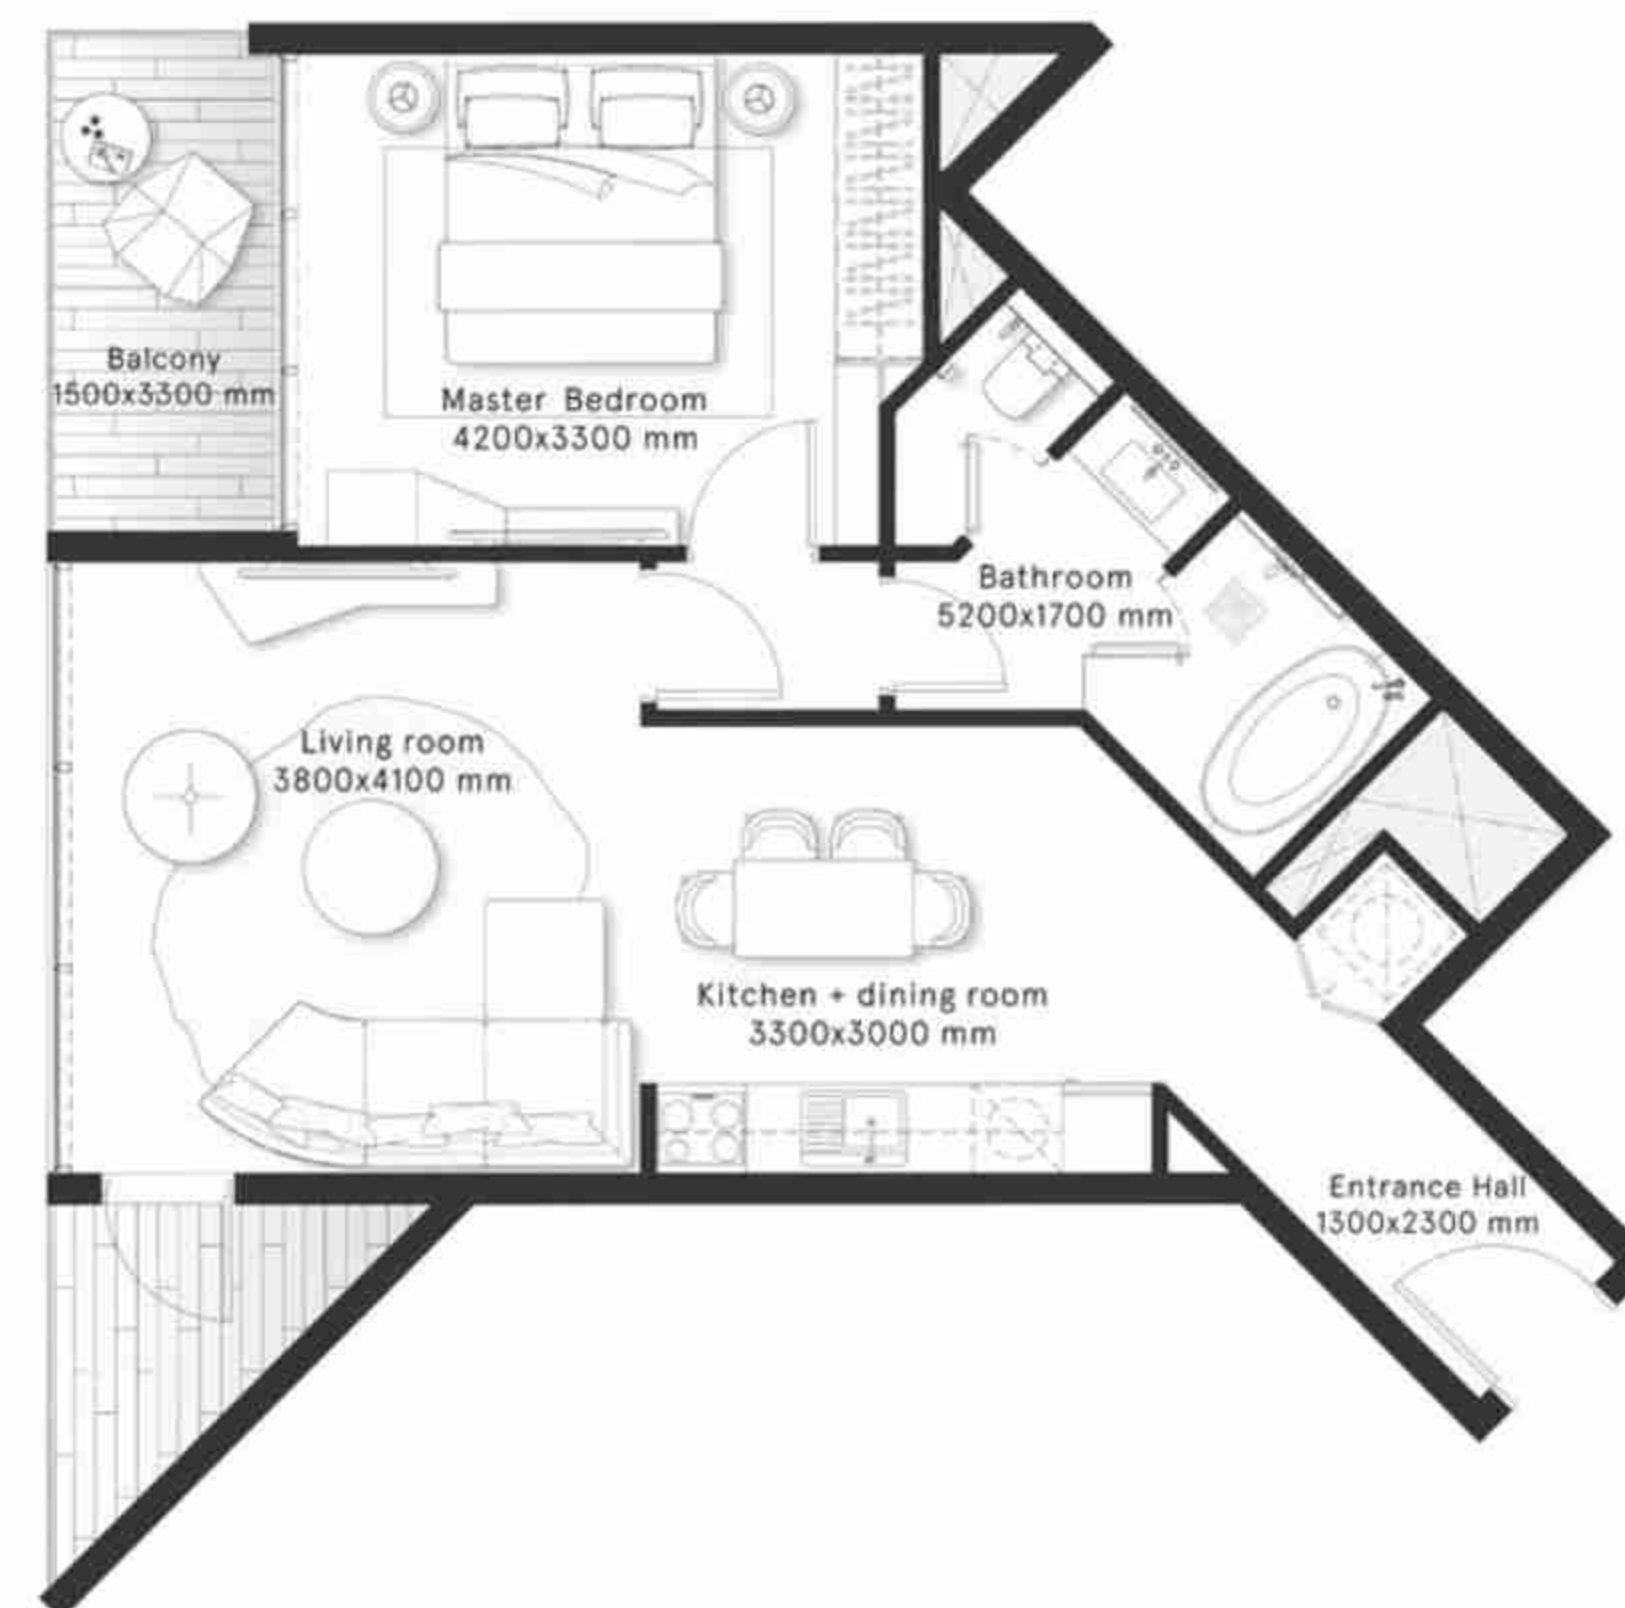 Balcony
1500x3300 mm
Master Bedroom
4200x3300 mm
Bathroom
5200x1700 mm
Living room
3800x4100 mm
Kitchen + dining room
3300x3000 mm
Entrance Hall
1300x2300 mm